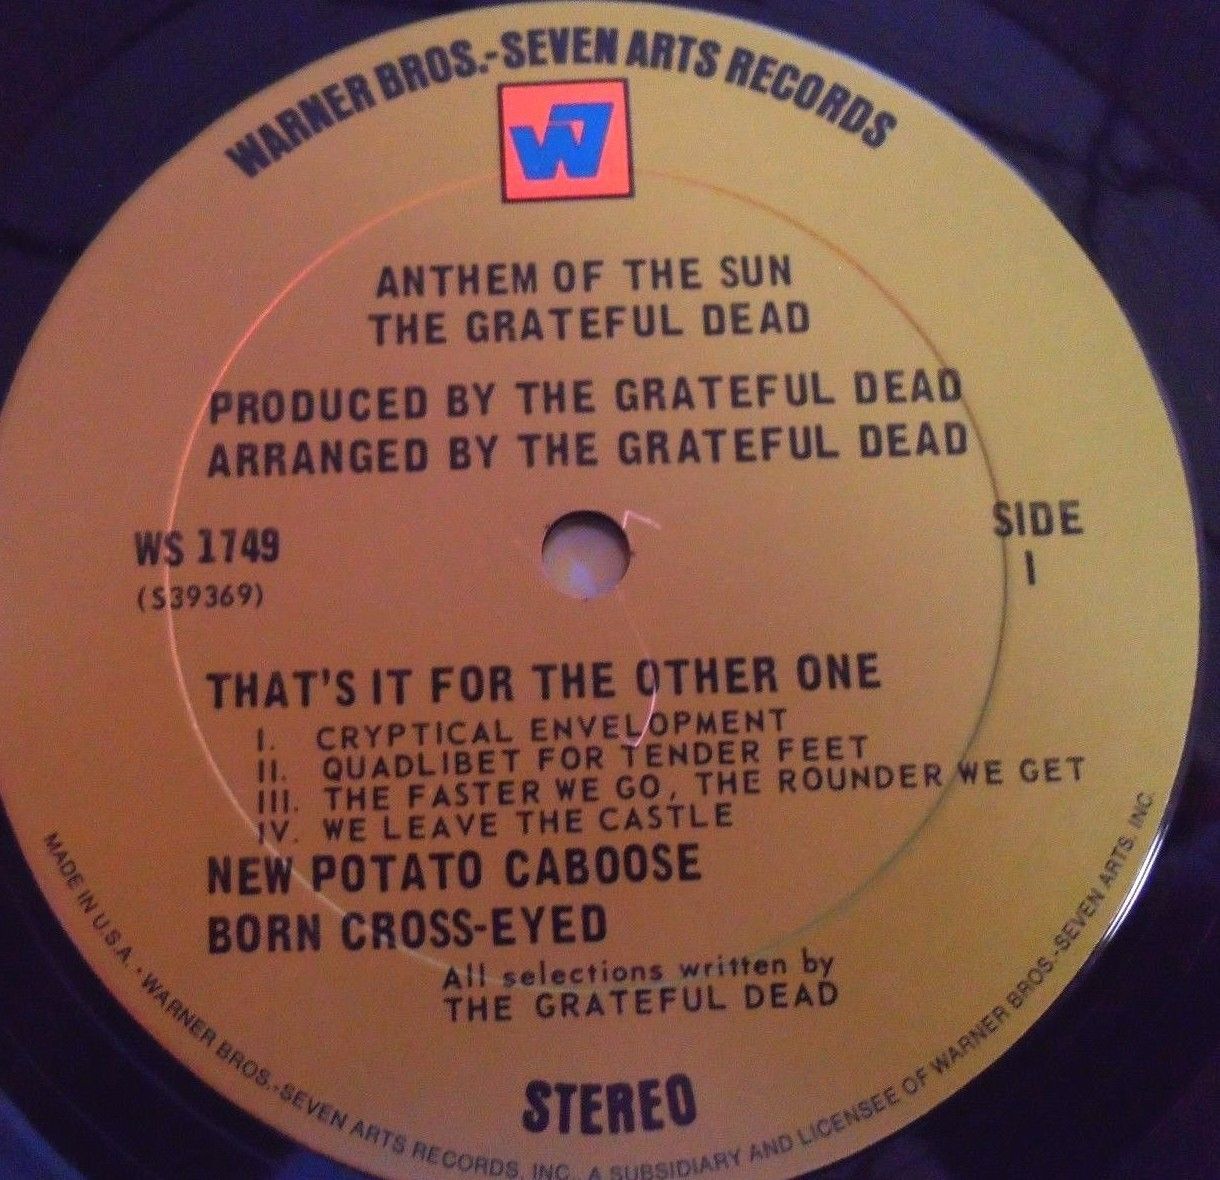 WARNER BROS.-SEVEN ARTS RECORDS
W7
ANTHEM OF THE SUN
THE GRATEFUL DEAD
PRODUCED BY THE GRATEFUL DEAD
ARRANGED BY THE GRATEFUL DEAD
WS 1749
(S39369)
SIDE
1
THAT'S IT FOR THE OTHER ONE
I. CRYPTICAL ENVELOPMENT
II. QUADLIBET FOR TENDER FEET
III. THE FASTER WE GO, THE ROUNDER WE GET
IV. WE LEAVE THE CASTLE
NEW POTATO CABOOSE
BORN CROSS-EYED
All selections written by
THE GRATEFUL DEAD
STEREO
MADE IN U.S.A. • WARNER BROS.-SEVEN ARTS RECORDS, INC., A SUBSIDIARY AND LICENSEE OF WARNER BROS.-SEVEN ARTS, INC.